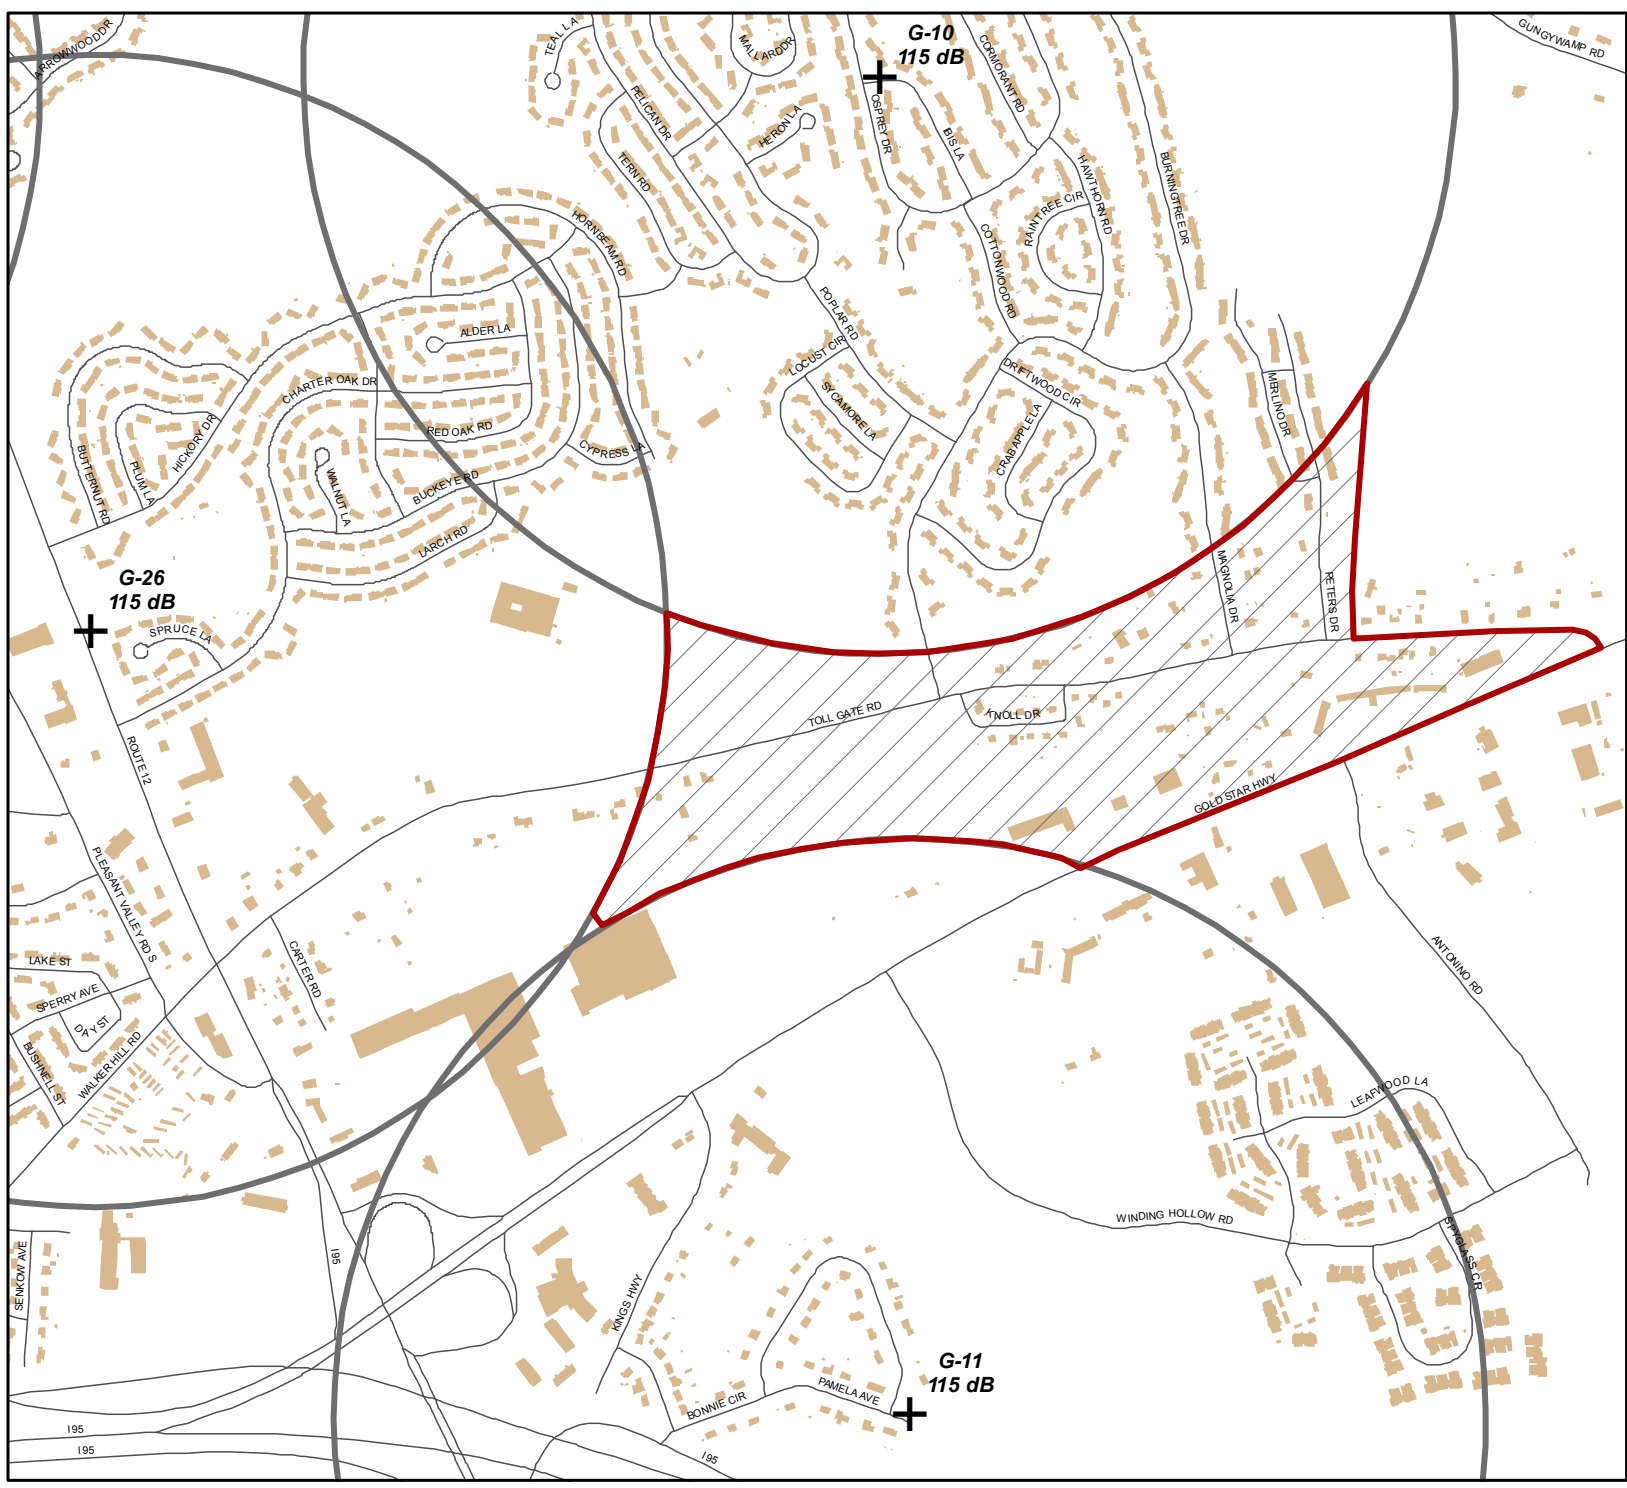 ARROWWOOD DR
TEAL LA
MALLARD DR
G-10
115 dB
CORMORANT RD
GUNGYWAMP RD
PELICAN DR
HERON LA
OSPREY DR
IBIS LA
TERN RD
HAWTHORN RD
BURNINGTREE DR
RAINTREE CIR
HORNBEAM RD
COTTONWOOD RD
POPLAR RD
ALDER LA
LOCUST CIR
CHARTER OAK DR
SYCAMORE LA
DRIFTWOOD CIR
MERLINO DR
RED OAK RD
HICKORY DR
CYPRESS LA
CRABAPPLE LA
BUTTERNUT RD
PLUM LA
WALNUT LA
BUCKEYE RD
LARCH RD
G-26
115 dB
SPRUCE LA
MAGNOLIA DR
PETERS DR
TOLL GATE RD
KNOLL DR
ROUTE 12
GOLD STAR HWY
PLEASANT VALLEY RD S
LAKE ST
CARTER RD
ANTONINO RD
SPERRY AVE
DAY ST
BUSHNELL ST
WALKER HILL RD
LEAFWOOD LA
WINDING HOLLOW RD
SPYGLASS CIR
SENKOW AVE
I95
KINGS HWY
G-11
115 dB
BONNIE CIR
PAMELA AVE
I95
I95
I95